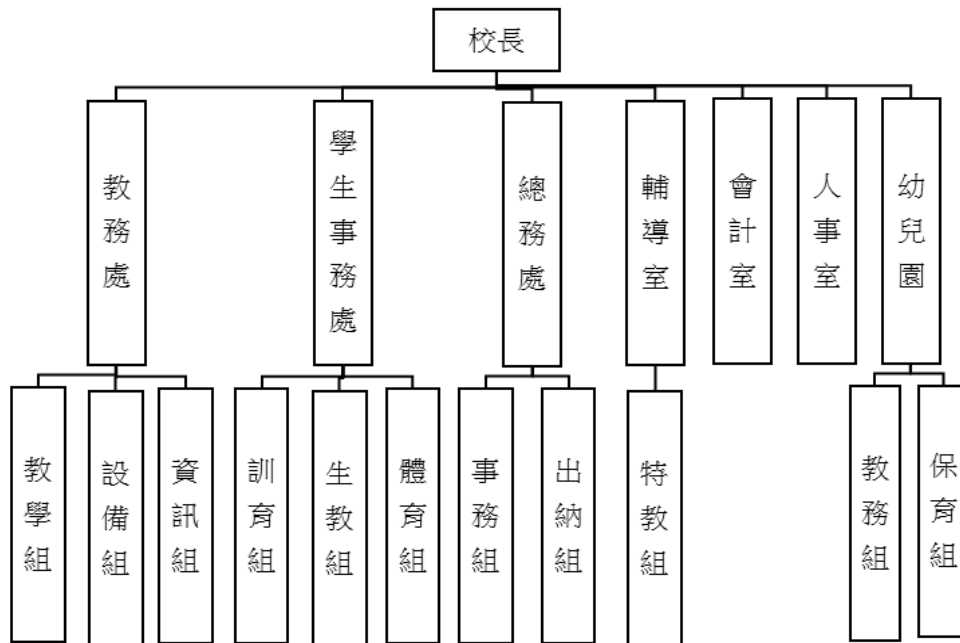 校長
教務處
學生事務處
總務處
輔導室
會計室
人事室
幼兒園
教學組
設備組
資訊組
訓育組
生教組
體育組
事務組
出納組
特教組
教務組
保育組